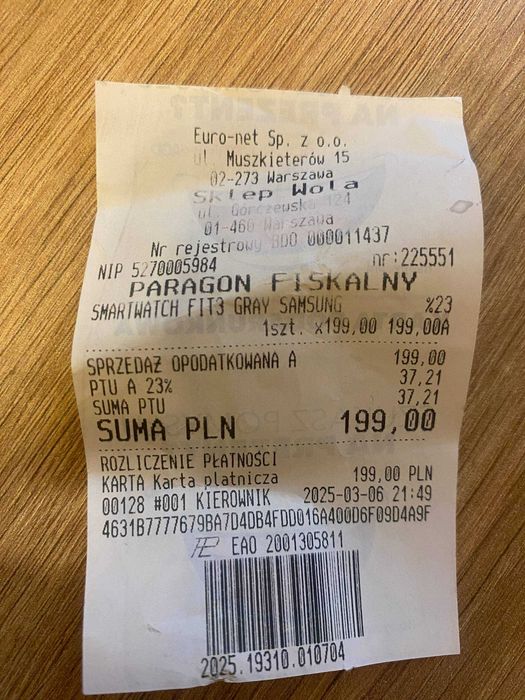 Euro-net Sp. z o.o.
ul. Muszkieterów 15
02-273 Warszawa
Sklep Wola
ul. Górczewska 124
01-460 Warszawa
Nr rejestrowy BDO 000011437
NIP 5270005984 nr:225551
PARAGON FISKALNY
SMARTWATCH FIT3 GRAY SAMSUNG %23
1szt. x199,00 199,00A
SPRZEDAŻ OPODATKOWANA A 199,00
PTU A 23% 37,21
SUMA PTU 37,21
SUMA PLN 199,00
ROZLICZENIE PŁATNOŚCI
KARTA Karta płatnicza 199,00 PLN
00128 #001 KIEROWNIK 2025-03-06 21:49
4631B7777679BA7D4DB4FDD016A400D6F09D4A9F
EAO 2001305811
2025.19310.010704